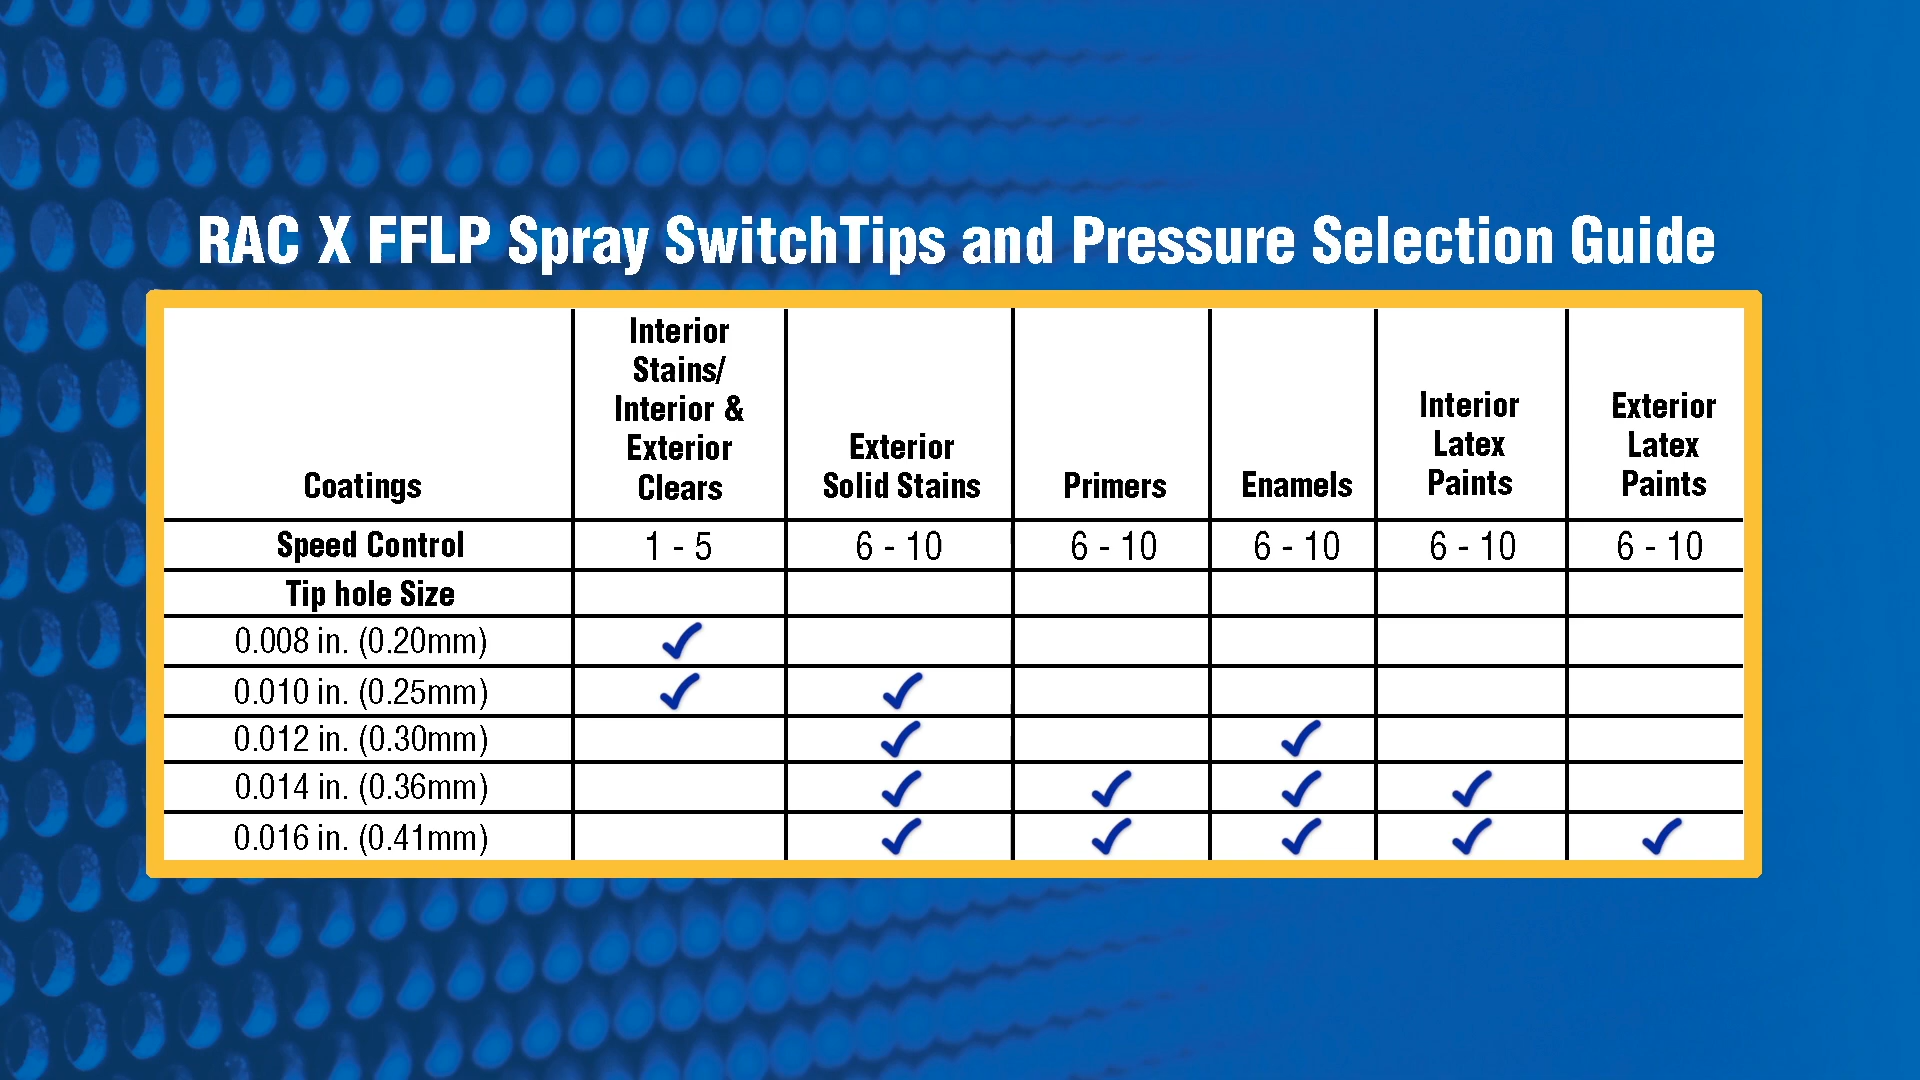 RAC X FFLP Spray SwitchTips and Pressure Selection Guide
Coatings
Interior
Stains/
Interior &
Exterior
Clears
Exterior
Solid Stains
Primers
Enamels
Interior
Latex
Paints
Exterior
Latex
Paints
Speed Control 1 - 5 6 - 10 6 - 10 6 - 10 6 - 10 6 - 10
Tip hole Size
0.008 in. (0.20mm) ✓
0.010 in. (0.25mm) ✓ ✓
0.012 in. (0.30mm) ✓ ✓
0.014 in. (0.36mm) ✓ ✓ ✓ ✓
0.016 in. (0.41mm) ✓ ✓ ✓ ✓ ✓